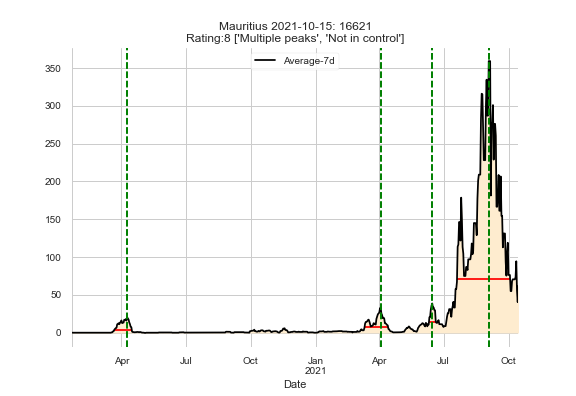 Mauritius 2021-10-15: 16621
Rating:8 ['Multiple peaks', 'Not in control']
Average-7d
350
300
250
200
150
100
50
0
Apr Jul Oct Jan Apr Jul Oct
2021
Date